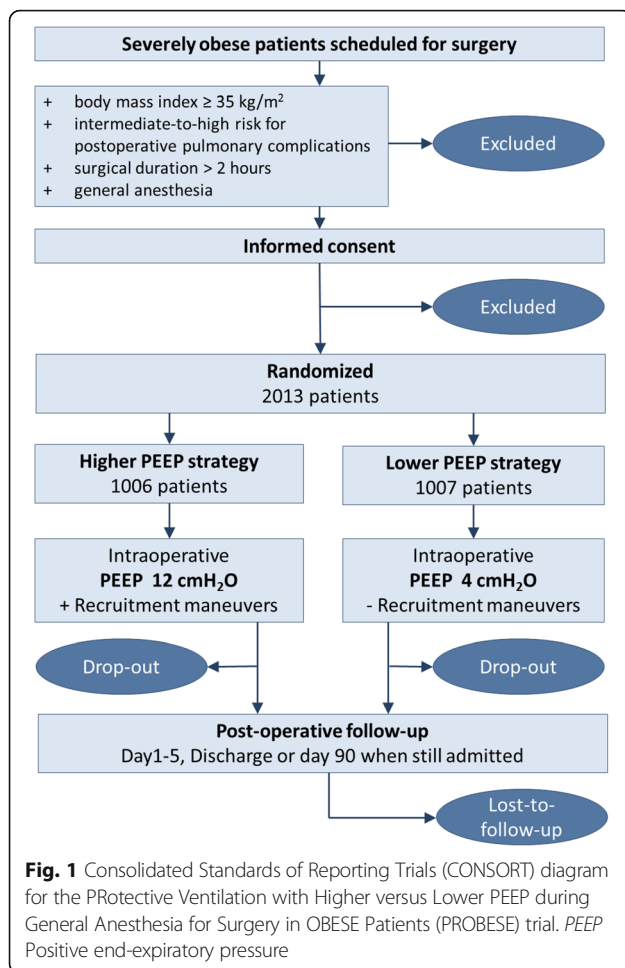 Severely obese patients scheduled for surgery
+ body mass index ≥ 35 kg/m²
+ intermediate-to-high risk for
postoperative pulmonary complications
+ surgical duration > 2 hours
+ general anesthesia
Excluded
Informed consent
Excluded
Randomized
2013 patients
Higher PEEP strategy
1006 patients
Lower PEEP strategy
1007 patients
Intraoperative
PEEP 12 cmH₂O
+ Recruitment maneuvers
Intraoperative
PEEP 4 cmH₂O
- Recruitment maneuvers
Drop-out
Drop-out
Post-operative follow-up
Day1-5, Discharge or day 90 when still admitted
Lost-to-
follow-up
Fig. 1 Consolidated Standards of Reporting Trials (CONSORT) diagram
for the PRotective Ventilation with Higher versus Lower PEEP during
General Anesthesia for Surgery in OBESE Patients (PROBESE) trial. PEEP
Positive end-expiratory pressure